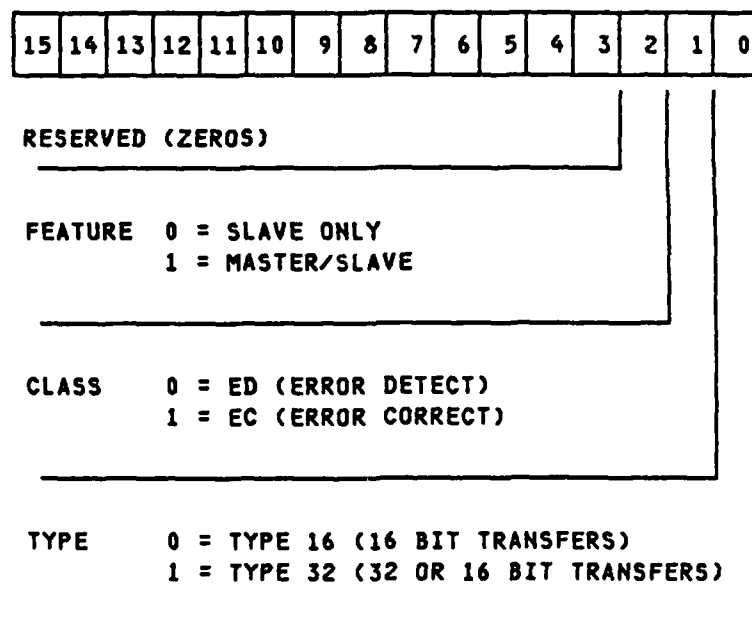 15 14 13 12 11 10 9 8 7 6 5 4 3 2 1 0
RESERVED (ZEROS)
FEATURE 0 = SLAVE ONLY
1 = MASTER/SLAVE
CLASS 0 = ED (ERROR DETECT)
1 = EC (ERROR CORRECT)
TYPE 0 = TYPE 16 (16 BIT TRANSFERS)
1 = TYPE 32 (32 OR 16 BIT TRANSFERS)